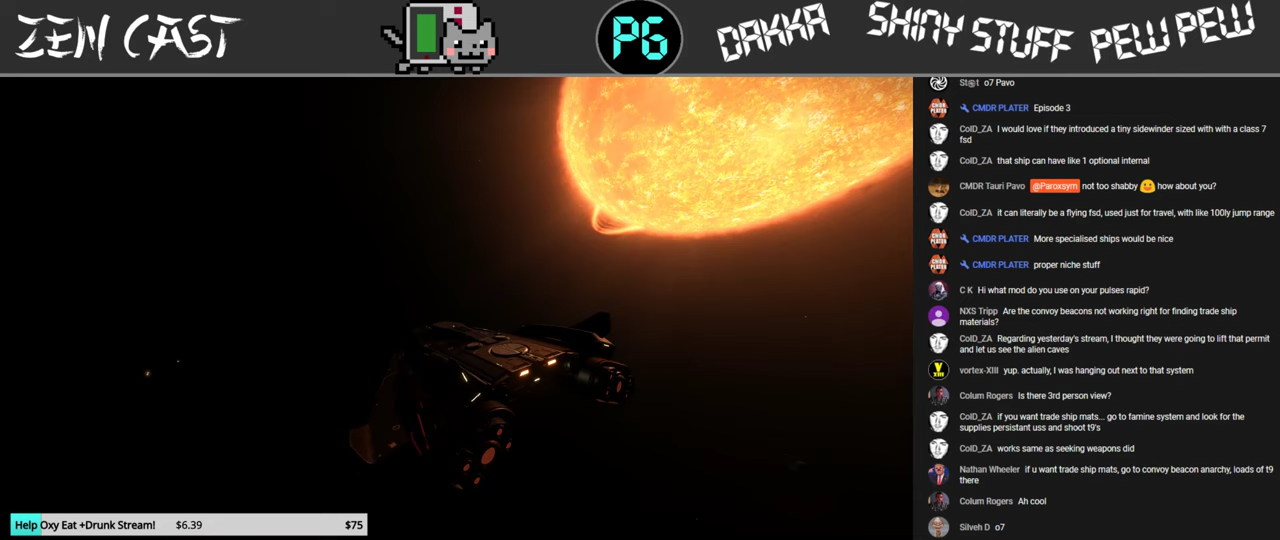 ZEN CAST
P6
DAKKA
SHINY STUFF
PEW PEW
o7 Pavo
CMDR PLATER Episode 3
ColD_ZA I would love if they introduced a tiny sidewinder sized with with a class 7
fsd
ColD_ZA that ship can have like 1 optional internal
CMDR Tauri Pavo @Paroxsym not too shabby how about you?
ColD_ZA it can literally be a flying fsd, used just for travel, with like 100ly jump range
CMDR PLATER More specialised ships would be nice
CMDR PLATER proper niche stuff
C K Hi what mod do you use on your pulses rapid?
NXS Tripp Are the convoy beacons not working right for finding trade ship
materials?
ColD_ZA Regarding yesterday's stream, I thought they were going to lift that permit
and let us see the alien caves
vortex-XIII yup. actually, I was hanging out next to that system
Colum Rogers Is there 3rd person view?
ColD_ZA if you want trade ship mats... go to famine system and look for the
supplies persistant uss and shoot t9's
ColD_ZA works same as seeking weapons did
Nathan Wheeler if u want trade ship mats, go to convoy beacon anarchy, loads of t9
there
Colum Rogers Ah cool
Silveh D o7
Help Oxy Eat +Drunk Stream! $6.39 $75